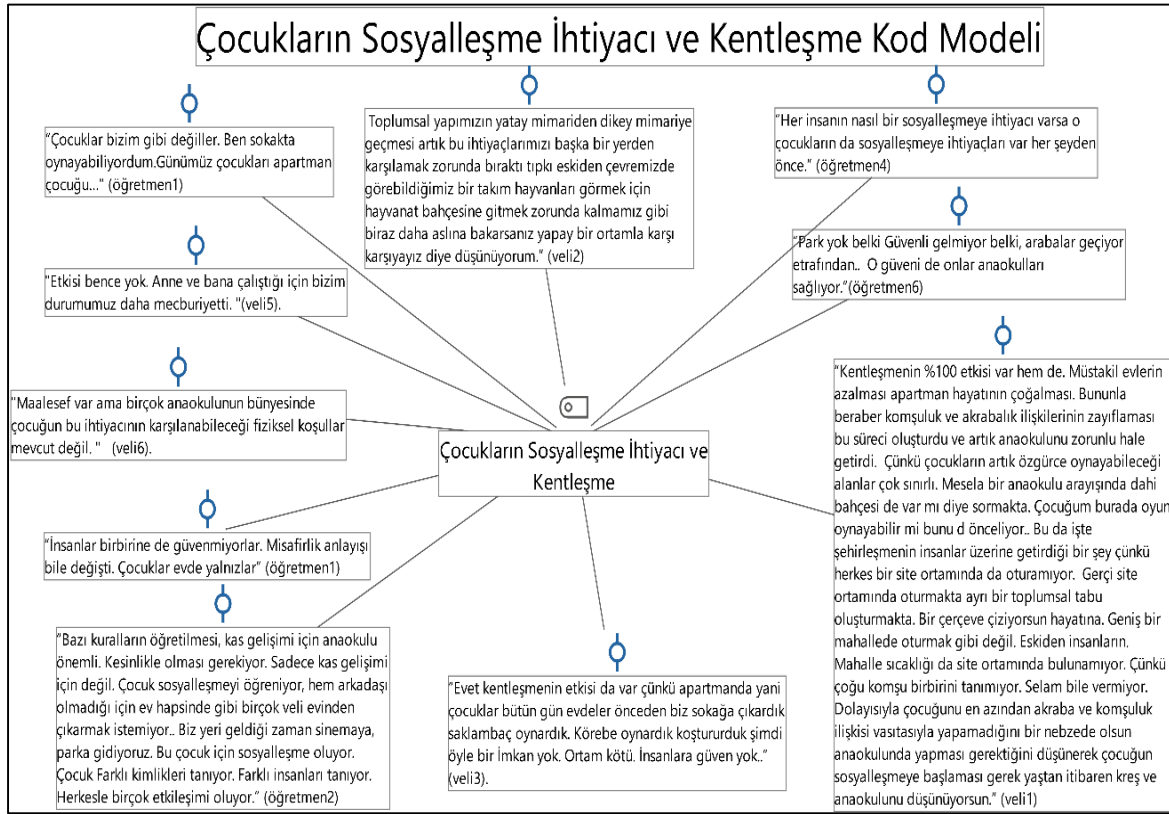 Çocukların Sosyalleşme İhtiyacı ve Kentleşme Kod Modeli
"Çocuklar bizim gibi değiller. Ben sokakta
oynayabiliyordum.Günümüz çocukları apartman
çocuğu..." (öğretmen1)
Toplumsal yapımızın yatay mimariden dikey mimariye
geçmesi artık bu ihtiyaçlarımızı başka bir yerden
karşılamak zorunda bıraktı tıpkı eskiden çevremizde
görebildiğimiz bir takım hayvanları görmek için
hayvanat bahçesine gitmek zorunda kalmamız gibi
biraz daha aslına bakarsanız yapay bir ortamla karşı
karşıyayız diye düşünüyorum." (veli2)
"Her insanın nasıl bir sosyalleşmeye ihtiyacı varsa o
çocukların da sosyalleşmeye ihtiyaçları var her şeyden
önce." (öğretmen4)
"Park yok belki Güvenli gelmiyor belki, arabalar geçiyor
etrafından.. O güveni de onlar anaokulları
sağlıyor."(öğretmen6)
"Etkisi bence yok. Anne ve bana çalıştığı için bizim
durumumuz daha mecburiyetti. "(veli5).
"Maalesef var ama birçok anaokulunun bünyesinde
çocuğun bu ihtiyacının karşılanabileceği fiziksel koşullar
mevcut değil. " (veli6).
Çocukların Sosyalleşme İhtiyacı ve
Kentleşme
"Kentleşmenin %100 etkisi var hem de. Müstakil evlerin
azalması apartman hayatının çoğalması. Bununla
beraber komşuluk ve akrabalık ilişkilerinin zayıflaması
bu süreci oluşturdu ve artık anaokulunu zorunlu hale
getirdi. Çünkü çocukların artık özgürce oynayabileceği
alanlar çok sınırlı. Mesela bir anaokulu arayışında dahi
bahçesi de var mı diye sormakta. Çocuğum burada oyun
oynayabilir mi bunu d önceliyor.. Bu da işte
şehirleşmenin insanlar üzerine getirdiği bir şey çünkü
herkes bir site ortamında da oturamıyor. Gerçi site
ortamında oturmakta ayrı bir toplumsal tabu
oluşturmakta. Bir çerçeve çiziyorsun hayatına. Geniş bir
mahallede oturmak gibi değil. Eskiden insanların.
Mahalle sıcaklığı da site ortamında bulunamıyor. Çünkü
çoğu komşu birbirini tanımıyor. Selam bile vermiyor.
Dolayısıyla çocuğunu en azından akraba ve komşuluk
ilişkisi vasıtasıyla yapamadığını bir nebzede olsun
anaokulunda yapması gerektiğini düşünerek çocuğun
sosyalleşmeye başlaması gerek yaştan itibaren kreş ve
anaokulunu düşünüyorsun." (veli1)
"İnsanlar birbirine de güvenmiyorlar. Misafirlik anlayışı
bile değişti. Çocuklar evde yalnızlar" (öğretmen1)
"Bazı kuralların öğretilmesi, kas gelişimi için anaokulu
önemli. Kesinlikle olması gerekiyor. Sadece kas gelişimi
için değil. Çocuk sosyalleşmeyi öğreniyor, hem arkadaşı
olmadığı için ev hapsinde gibi birçok veli evinden
çıkarmak istemiyor.. Biz yeri geldiği zaman sinemaya,
parka gidiyoruz. Bu çocuk için sosyalleşme oluyor.
Çocuk Farklı kimlikleri tanıyor. Farklı insanları tanıyor.
Herkesle birçok etkileşimi oluyor." (öğretmen2)
"Evet kentleşmenin etkisi da var çünkü apartmanda yani
çocuklar bütün gün evdeler önceden biz sokağa çıkardık
saklambaç oynardık. Körebe oynardık koştururduk şimdi
öyle bir İmkan yok. Ortam kötü. İnsanlara güven yok.."
(veli3).